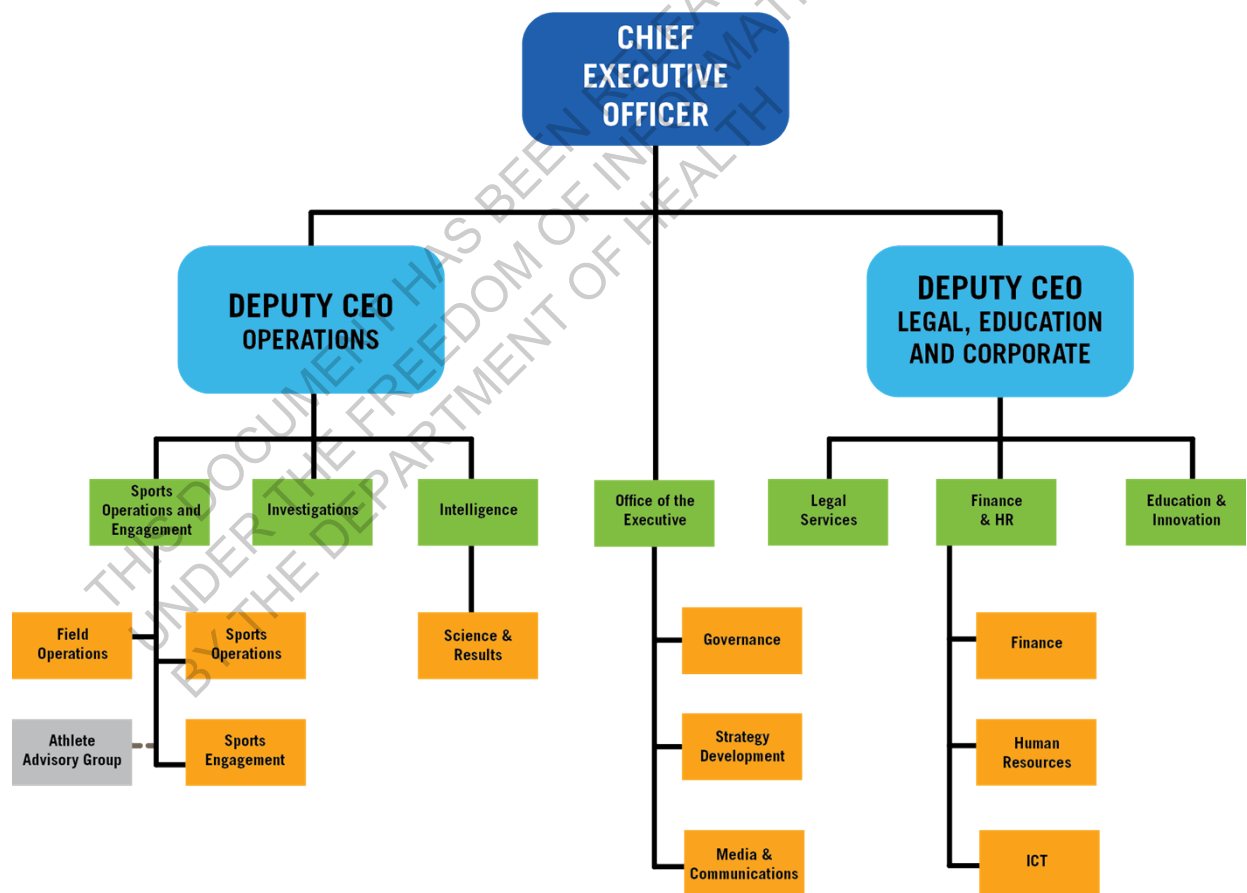 CHIEF
EXECUTIVE
OFFICER
DEPUTY CEO
OPERATIONS
DEPUTY CEO
LEGAL, EDUCATION
AND CORPORATE
Sports
Operations and
Engagement
Investigations
Intelligence
Office of the
Executive
Legal
Services
Finance
& HR
Education &
Innovation
Field
Operations
Sports
Operations
Science &
Results
Governance
Finance
Athlete
Advisory Group
Sports
Engagement
Strategy
Development
Human
Resources
Media &
Communications
ICT
THIS DOCUMENT HAS BEEN
UNDER THE FREEDOM OF
BY THE DEPARTMENT OF HEALTH